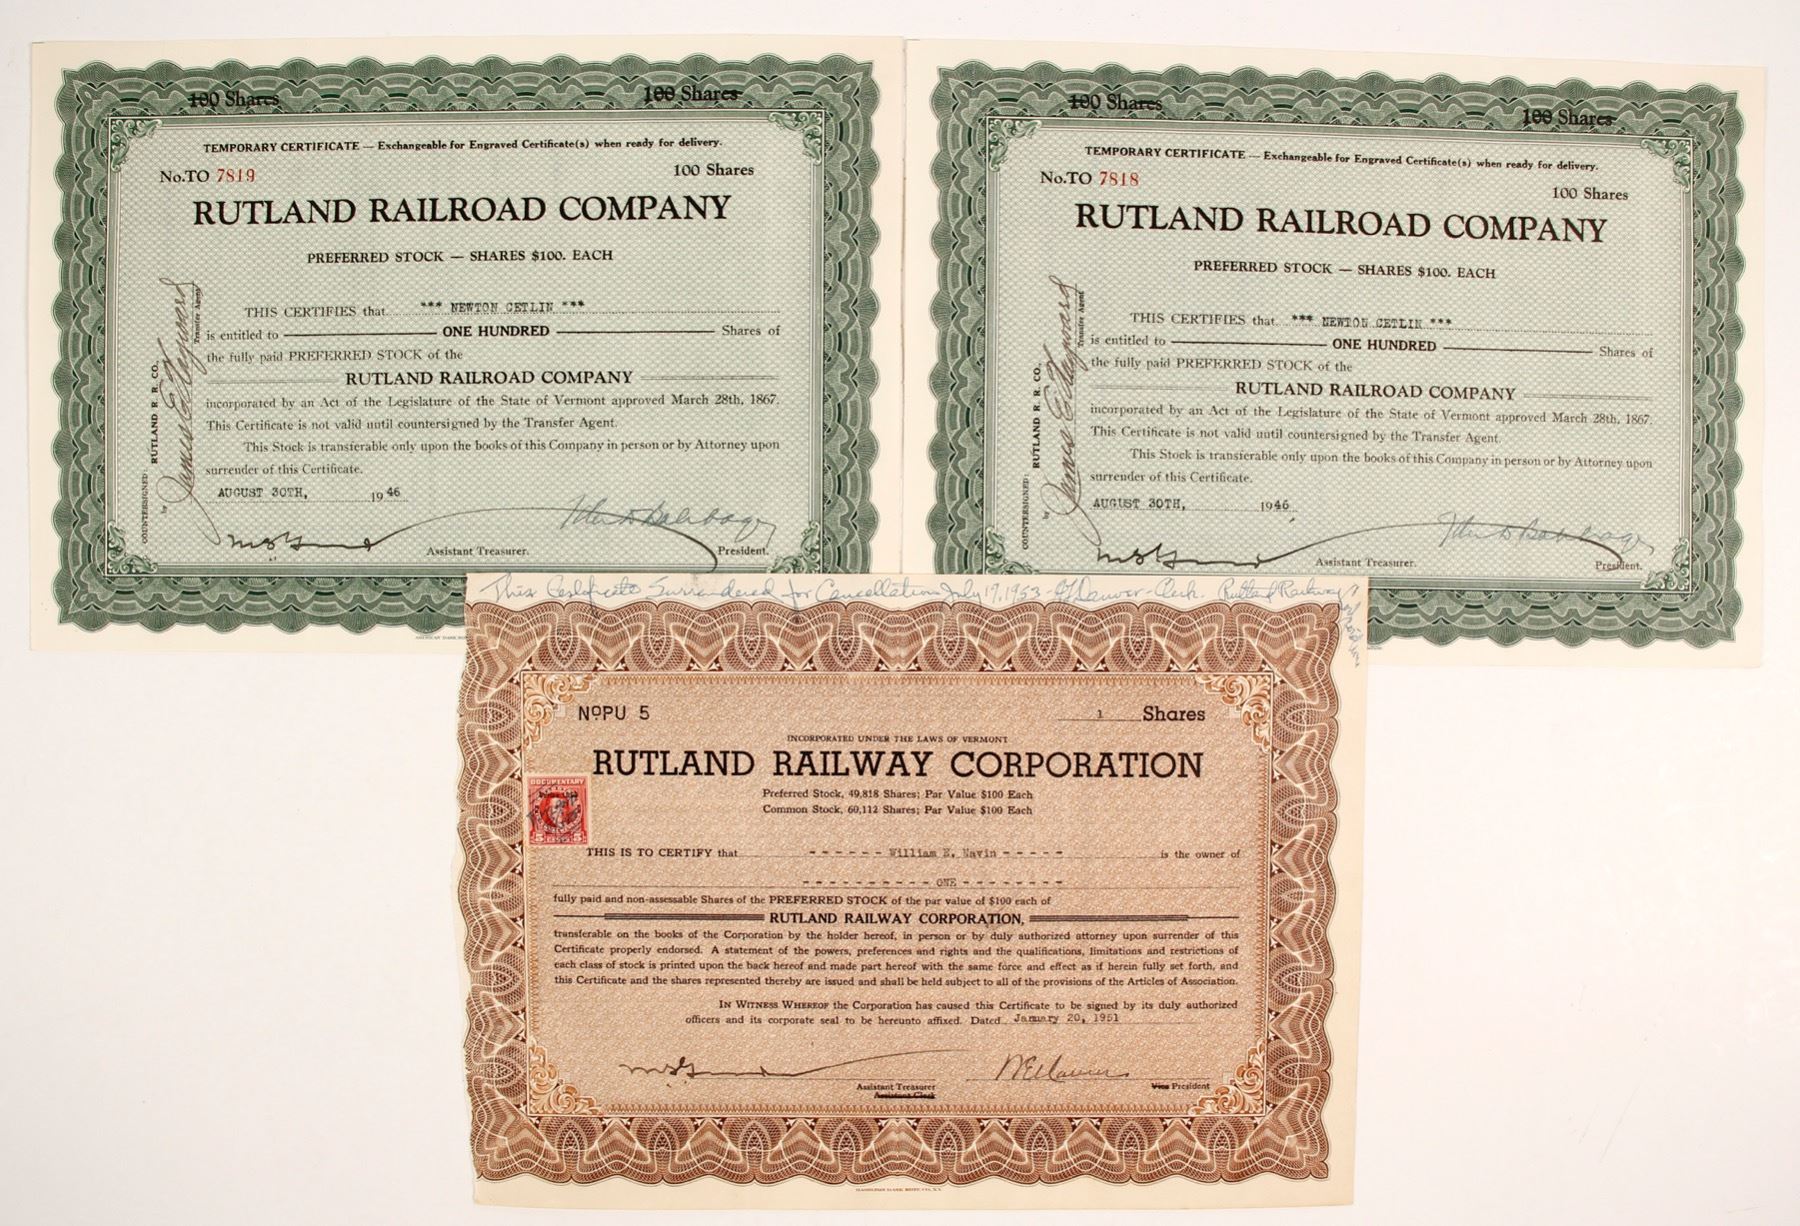 100 Shares 100 Shares
TEMPORARY CERTIFICATE — Exchangeable for Engraved Certificate(s) when ready for delivery.
No.TO 7819 100 Shares
RUTLAND RAILROAD COMPANY
PREFERRED STOCK — SHARES $100. EACH
THIS CERTIFIES that *** NEWTON CETLIN ***
is entitled to ONE HUNDRED Shares of
the fully paid PREFERRED STOCK of the
RUTLAND RAILROAD COMPANY
incorporated by an Act of the Legislature of the State of Vermont approved March 28th, 1867.
This Certificate is not valid until countersigned by the Transfer Agent.
This Stock is transferable only upon the books of this Company in person or by Attorney upon
surrender of this Certificate.
AUGUST 30TH, 1946
Assistant Treasurer. President.
COUNTERSIGNED: RUTLAND R. R. CO.
by James E. Hayward Transfer Agent
100 Shares 100 Shares
TEMPORARY CERTIFICATE — Exchangeable for Engraved Certificate(s) when ready for delivery.
No.TO 7818 100 Shares
RUTLAND RAILROAD COMPANY
PREFERRED STOCK — SHARES $100. EACH
THIS CERTIFIES that *** NEWTON CETLIN ***
is entitled to ONE HUNDRED Shares of
the fully paid PREFERRED STOCK of the
RUTLAND RAILROAD COMPANY
incorporated by an Act of the Legislature of the State of Vermont approved March 28th, 1867.
This Certificate is not valid until countersigned by the Transfer Agent.
This Stock is transferable only upon the books of this Company in person or by Attorney upon
surrender of this Certificate.
AUGUST 30TH, 1946
Assistant Treasurer. President.
COUNTERSIGNED: RUTLAND R. R. CO.
by James E. Hayward Transfer Agent
This Certificate Surrendered for Cancellation July 19, 1953 - Clerk. Rutland Railway
NoPU 5 1 Shares
INCORPORATED UNDER THE LAWS OF VERMONT
RUTLAND RAILWAY CORPORATION
Preferred Stock, 49,818 Shares; Par Value $100 Each
Common Stock, 60,112 Shares; Par Value $100 Each
DOCUMENTARY
5 CENTS 5
THIS IS TO CERTIFY that - - - - - - William E. Navin - - - - - is the owner of
- - - - - - - - - - ONE - - - - - - - -
fully paid and non-assessable Shares of the PREFERRED STOCK of the par value of $100 each of
RUTLAND RAILWAY CORPORATION,
transferable on the books of the Corporation by the holder hereof, in person or by duly authorized attorney upon surrender of this
Certificate properly endorsed. A statement of the powers, preferences and rights and the qualifications, limitations and restrictions of
each class of stock is printed upon the back hereof and made part hereof with the same force and effect as if herein fully set forth, and
this Certificate and the shares represented thereby are issued and shall be held subject to all of the provisions of the Articles of Association.
IN WITNESS WHEREOF the Corporation has caused this Certificate to be signed by its duly authorized
officers and its corporate seal to be hereunto affixed. Dated January 20, 1951
Assistant Treasurer Vice President
Assistant Clerk